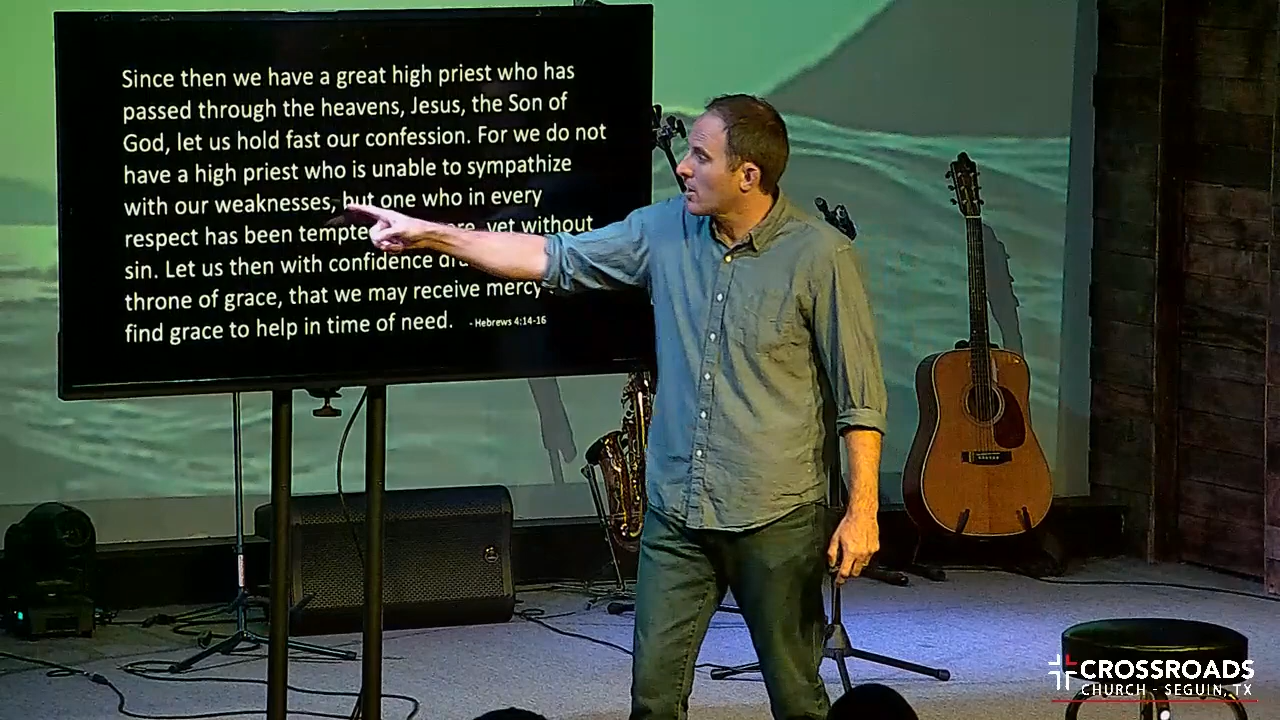 Since then we have a great high priest who has
passed through the heavens, Jesus, the Son of
God, let us hold fast our confession. For we do not
have a high priest who is unable to sympathize
with our weaknesses, but one who in every
respect has been yet without
sin. Let us then with confidence
throne of grace, that we may receive mercy
find grace to help in time of need. - Hebrews 4:14-16
CROSSROADS
CHURCH - SEGUIN, TX